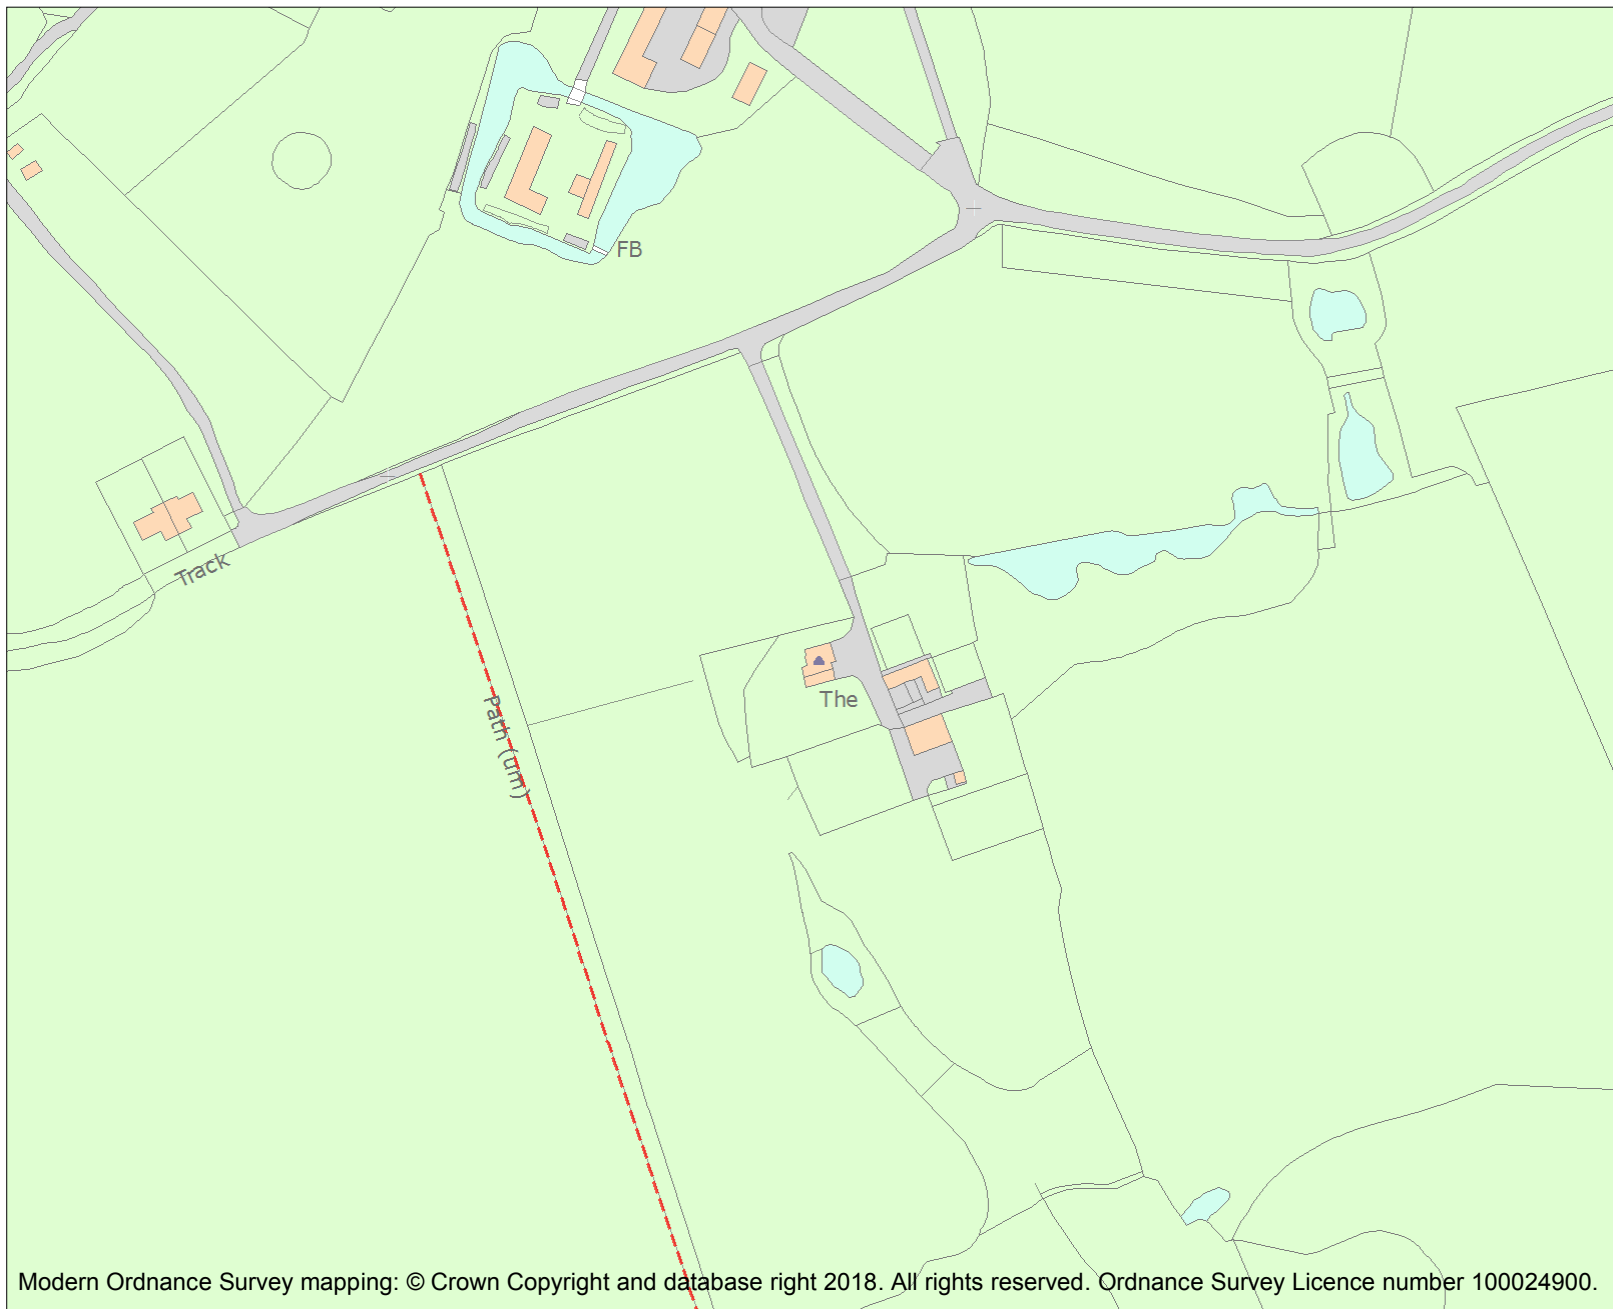 FB
Track
The
Path (um)
Modern Ordnance Survey mapping: © Crown Copyright and database right 2018. All rights reserved. Ordnance Survey Licence number 100024900.